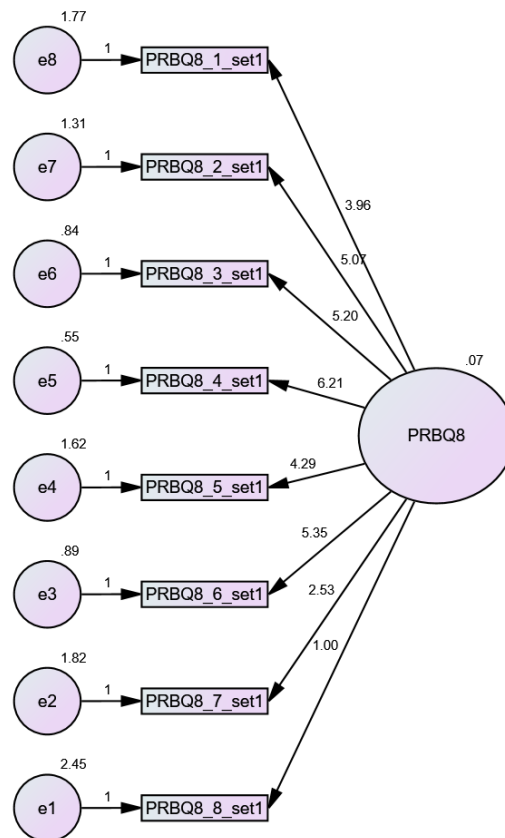 1.77
e8 1 PRBQ8_1_set1
1.31
e7 1 PRBQ8_2_set1
3.96
.84
e6 1 PRBQ8_3_set1
5.07
5.20
.55
e5 1 PRBQ8_4_set1
6.21
.07
PRBQ8
1.62
e4 1 PRBQ8_5_set1
4.29
.89
e3 1 PRBQ8_6_set1
5.35
2.53
1.82
e2 1 PRBQ8_7_set1
1.00
2.45
e1 1 PRBQ8_8_set1